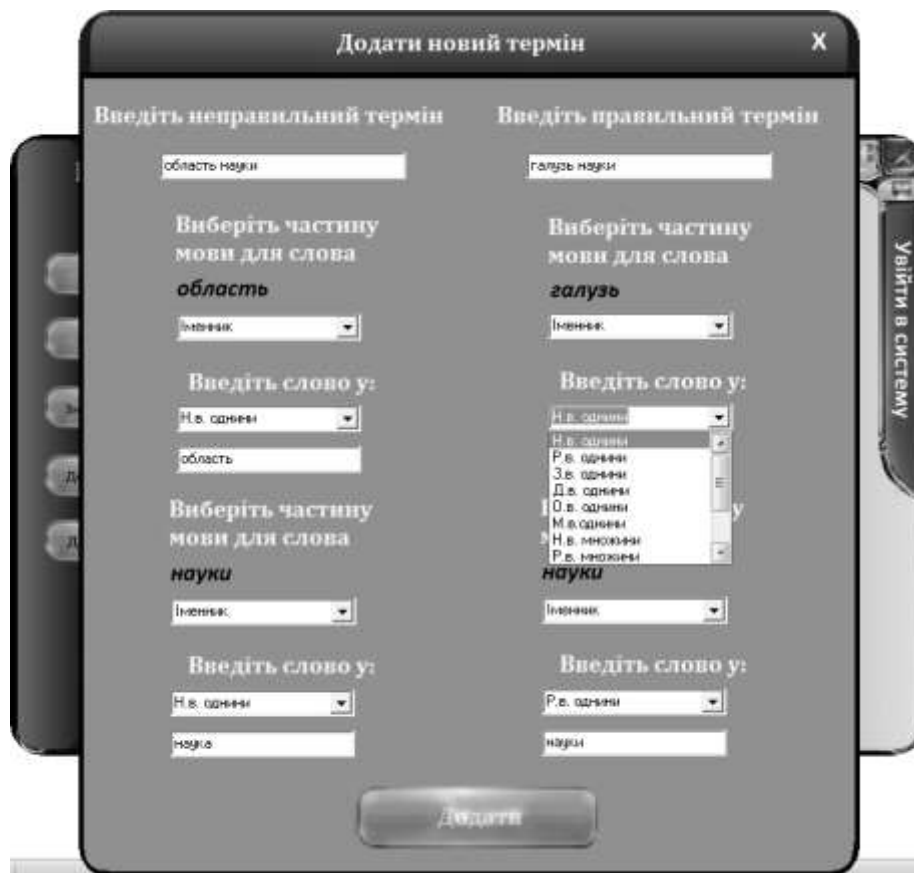 Додати новий термін X
Введіть неправильний термін
область науки
Виберіть частину
мови для слова
область
Іменник
Введіть слово у:
Н.в. однини
область
Виберіть частину
мови для слова
науки
Іменник
Введіть слово у:
Н.в. однини
наука
Введіть правильний термін
галузь науки
Виберіть частину
мови для слова
галузь
Іменник
Введіть слово у:
Н.в. однини
Н.в. однини
Р.в. однини
З.в. однини
Д.в. однини
О.в. однини
М.в.однини
Н.в. множини
Р.в. множини
науки
Іменник
Введіть слово у:
Р.в. однини
науки
Додати
Увійти в систему